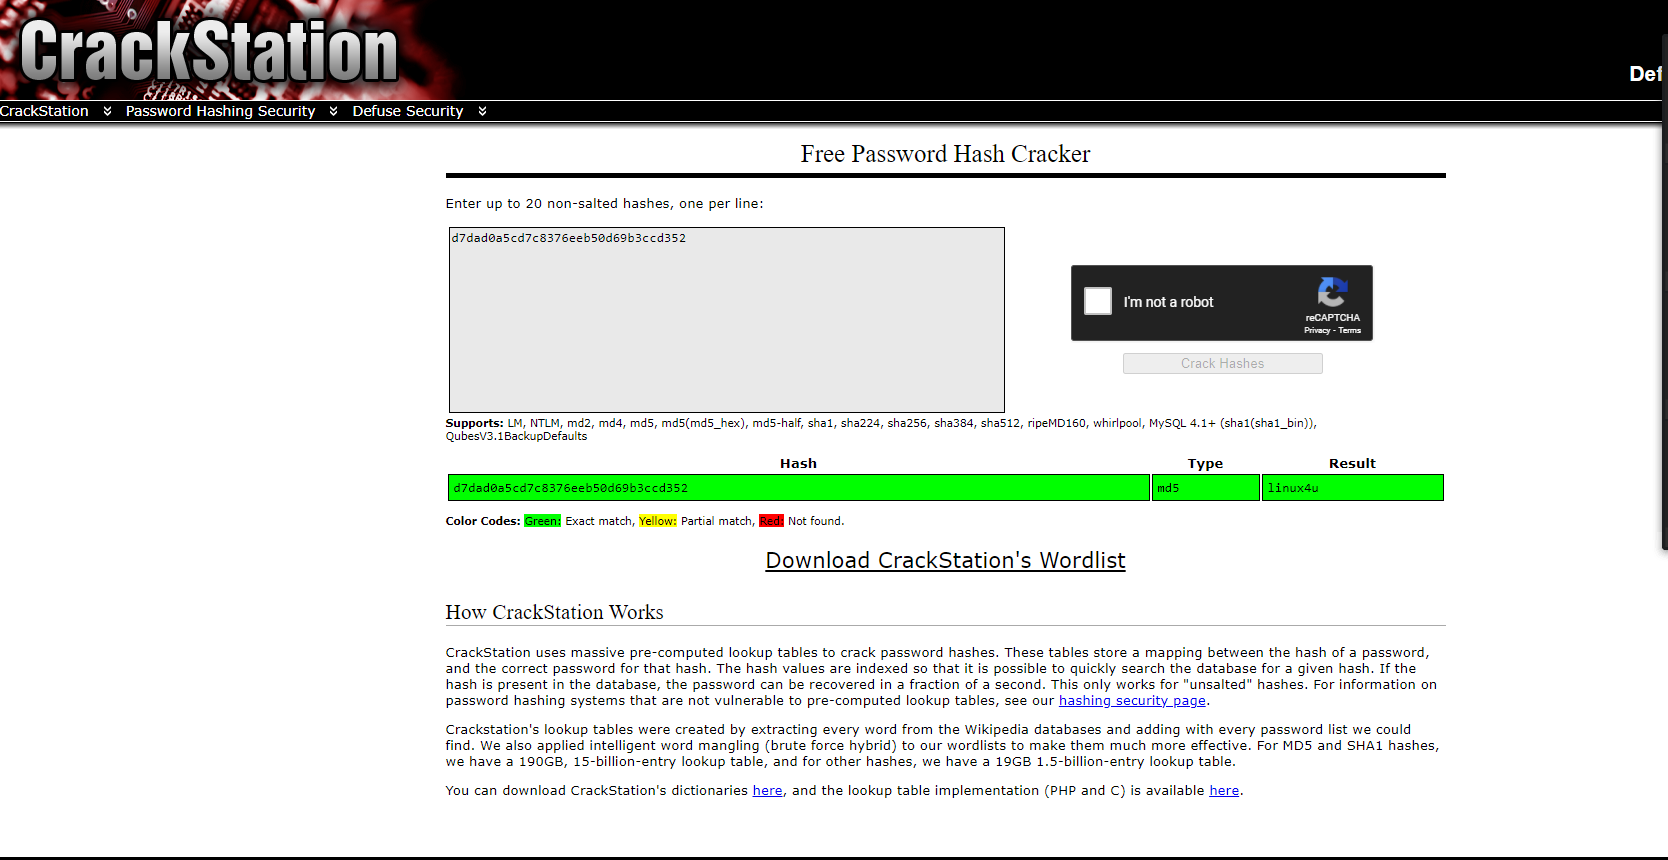 CrackStation
Def
CrackStation Password Hashing Security Defuse Security
Free Password Hash Cracker
Enter up to 20 non-salted hashes, one per line:
d7dad0a5cd7c8376eeb50d69b3ccd352
I'm not a robot
reCAPTCHA
Privacy - Terms
Crack Hashes
Supports: LM, NTLM, md2, md4, md5, md5(md5_hex), md5-half, sha1, sha224, sha256, sha384, sha512, ripeMD160, whirlpool, MySQL 4.1+ (sha1(sha1_bin)),
QubesV3.1BackupDefaults
Hash Type Result
d7dad0a5cd7c8376eeb50d69b3ccd352 md5 linux4u
Color Codes: Green: Exact match, Yellow: Partial match, Red: Not found.
Download CrackStation's Wordlist
How CrackStation Works
CrackStation uses massive pre-computed lookup tables to crack password hashes. These tables store a mapping between the hash of a password,
and the correct password for that hash. The hash values are indexed so that it is possible to quickly search the database for a given hash. If the
hash is present in the database, the password can be recovered in a fraction of a second. This only works for "unsalted" hashes. For information on
password hashing systems that are not vulnerable to pre-computed lookup tables, see our hashing security page.
Crackstation's lookup tables were created by extracting every word from the Wikipedia databases and adding with every password list we could
find. We also applied intelligent word mangling (brute force hybrid) to our wordlists to make them much more effective. For MD5 and SHA1 hashes,
we have a 190GB, 15-billion-entry lookup table, and for other hashes, we have a 19GB 1.5-billion-entry lookup table.
You can download CrackStation's dictionaries here, and the lookup table implementation (PHP and C) is available here.